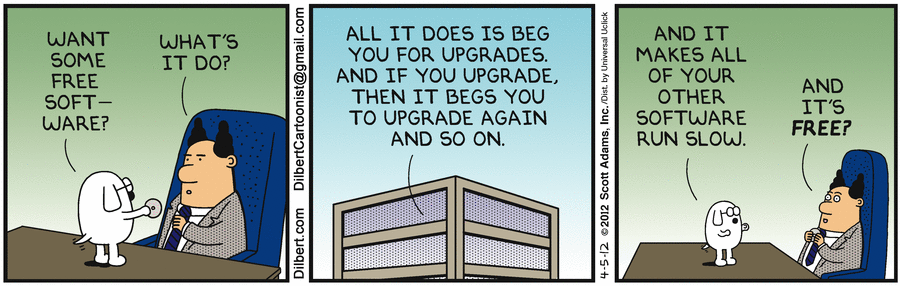 WANT
SOME
FREE
SOFT—
WARE?
WHAT'S
IT DO?
DilbertCartoonist@gmail.com
Dilbert.com
ALL IT DOES IS BEG
YOU FOR UPGRADES.
AND IF YOU UPGRADE,
THEN IT BEGS YOU
TO UPGRADE AGAIN
AND SO ON.
4-5-12 ©2012 Scott Adams, Inc. /Dist. by Universal Uclick
AND IT
MAKES ALL
OF YOUR
OTHER
SOFTWARE
RUN SLOW.
AND
IT'S
FREE?